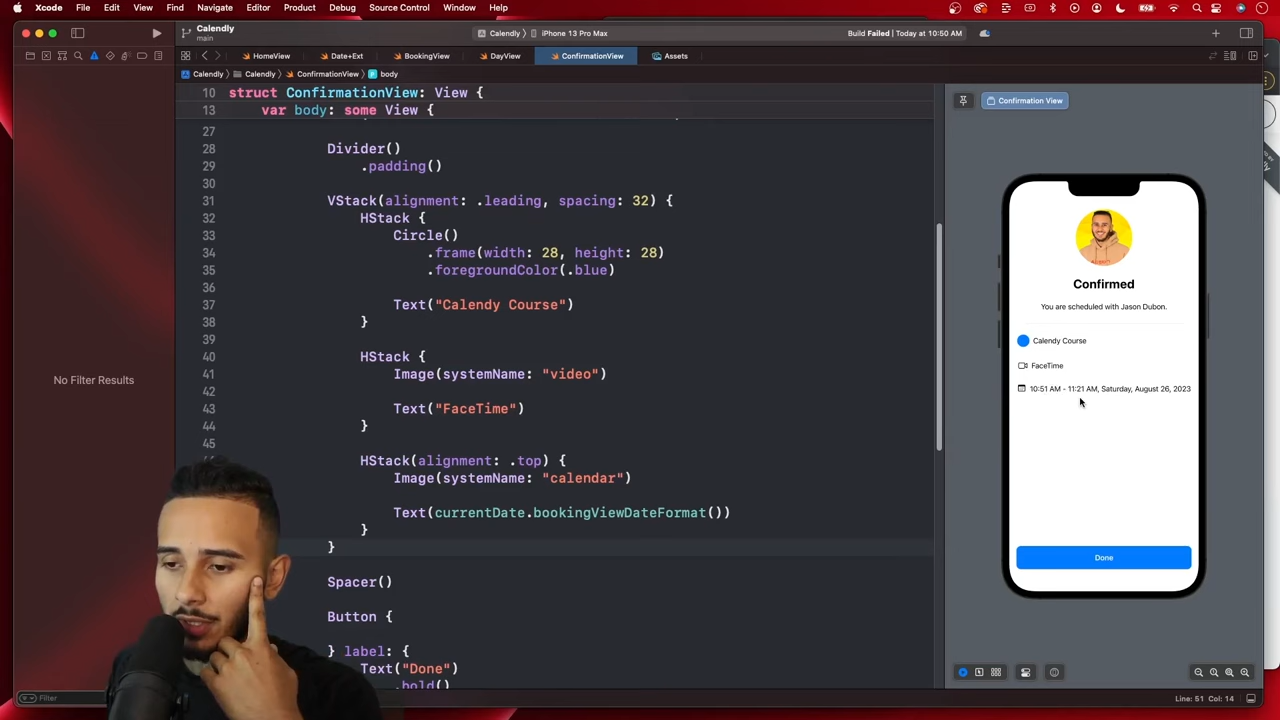 Xcode File Edit View Find Navigate Editor Product Debug Source Control Window Help
Calendly
main
Calendly 〉 iPhone 13 Pro Max
Build Failed | Today at 10:50 AM
HomeView Date+Ext BookingView DayView ConfirmationView Assets
Calendly 〉 Calendly 〉 ConfirmationView 〉 body
10 struct ConfirmationView: View {
13 var body: some View {
27
28 Divider()
29 .padding()
30
31 VStack(alignment: .leading, spacing: 32) {
32 HStack {
33 Circle()
34 .frame(width: 28, height: 28)
35 .foregroundColor(.blue)
36
37 Text("Calendy Course")
38 }
39
40 HStack {
41 Image(systemName: "video")
42
43 Text("FaceTime")
44 }
45
HStack(alignment: .top) {
Image(systemName: "calendar")
Text(currentDate.bookingViewDateFormat())
}
}
Spacer()
Button {
} label: {
Text("Done")
.bold()
No Filter Results
Filter
Confirmation View
Confirmed
You are scheduled with Jason Dubon.
Calendy Course
FaceTime
10:51 AM - 11:21 AM, Saturday, August 26, 2023
Done
Line: 51 Col: 14